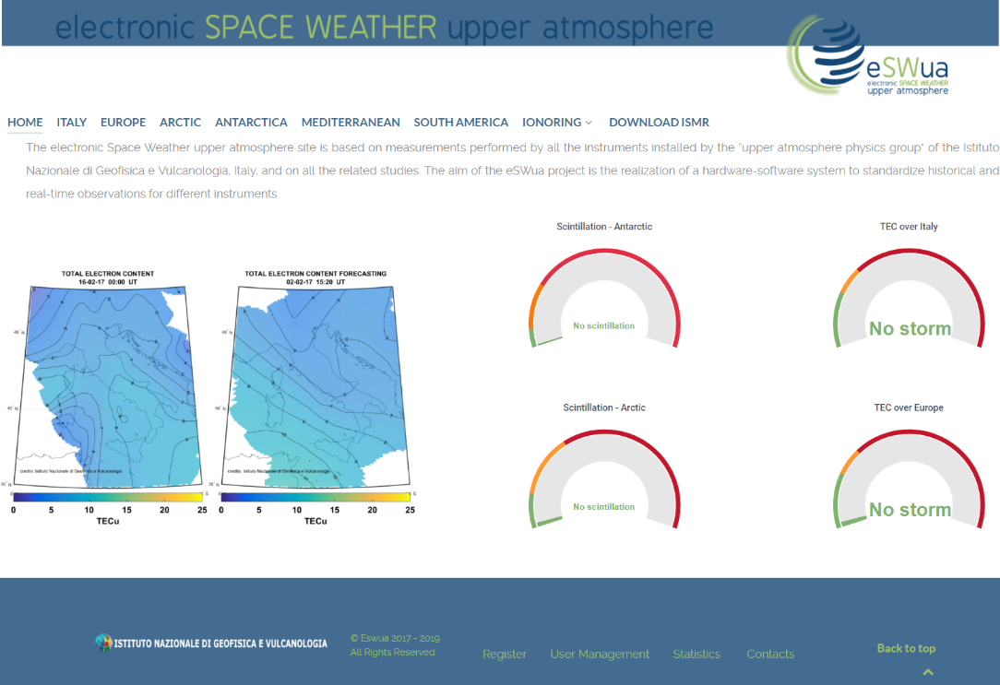 electronic SPACE WEATHER upper atmosphere
eSWua
electronic SPACE WEATHER
upper atmosphere
HOME ITALY EUROPE ARCTIC ANTARCTICA MEDITERRANEAN SOUTH AMERICA IONORING DOWNLOAD ISMR
The electronic Space Weather upper atmosphere site is based on measurements performed by all the instruments installed by the "upper atmosphere physics group" of the Istituto
Nazionale di Geofisica e Vulcanologia, Italy, and on all the related studies. The aim of the eSWua project is the realization of a hardware-software system to standardize historical and
real-time observations for different instruments.
Scintillation - Antarctic
No scintillation
TEC over Italy
No storm
TOTAL ELECTRON CONTENT
16-02-17 00:00 UT
credits: Istituto Nazionale di Geofisica e Vulcanologia
0 5 10 15 20 25
TECu
TOTAL ELECTRON CONTENT FORECASTING
02-02-17 15:20 UT
credits: Istituto Nazionale di Geofisica e Vulcanologia
0 5 10 15 20 25
TECu
Scintillation - Arctic
No scintillation
TEC over Europe
No storm
ISTITUTO NAZIONALE DI GEOFISICA E VULCANOLOGIA
© Eswua 2017 - 2019
All Rights Reserved
Register User Management Statistics Contacts
Back to top